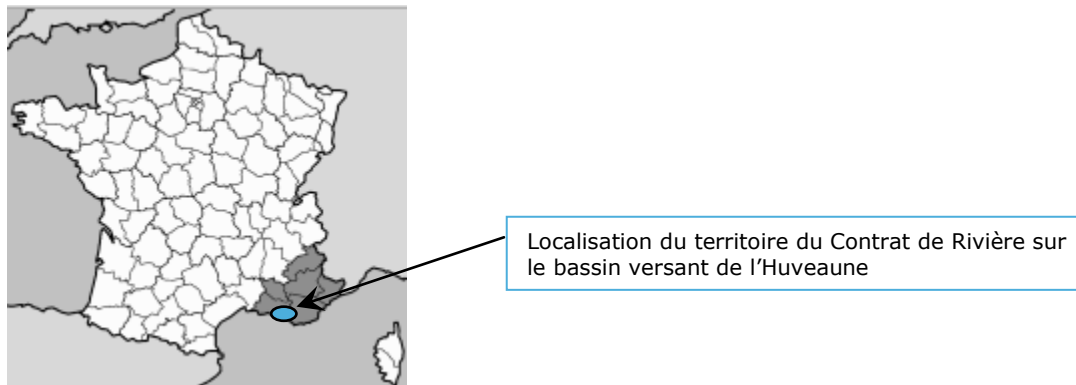 Localisation du territoire du Contrat de Rivière sur
le bassin versant de l’Huveaune